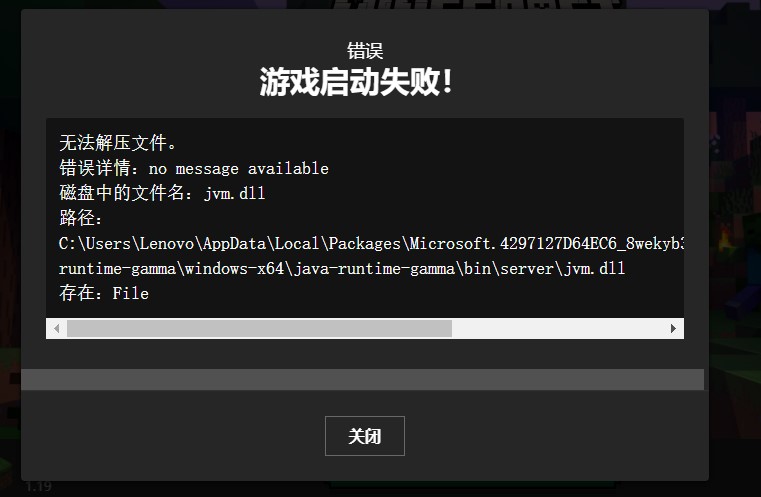 错误
游戏启动失败！
无法解压文件。
错误详情：no message available
磁盘中的文件名：jvm.dll
路径：
C:\Users\Lenovo\AppData\Local\Packages\Microsoft.4297127D64EC6_8wekyb3
runtime-gamma\windows-x64\java-runtime-gamma\bin\server\jvm.dll
存在：File
关闭
1.19